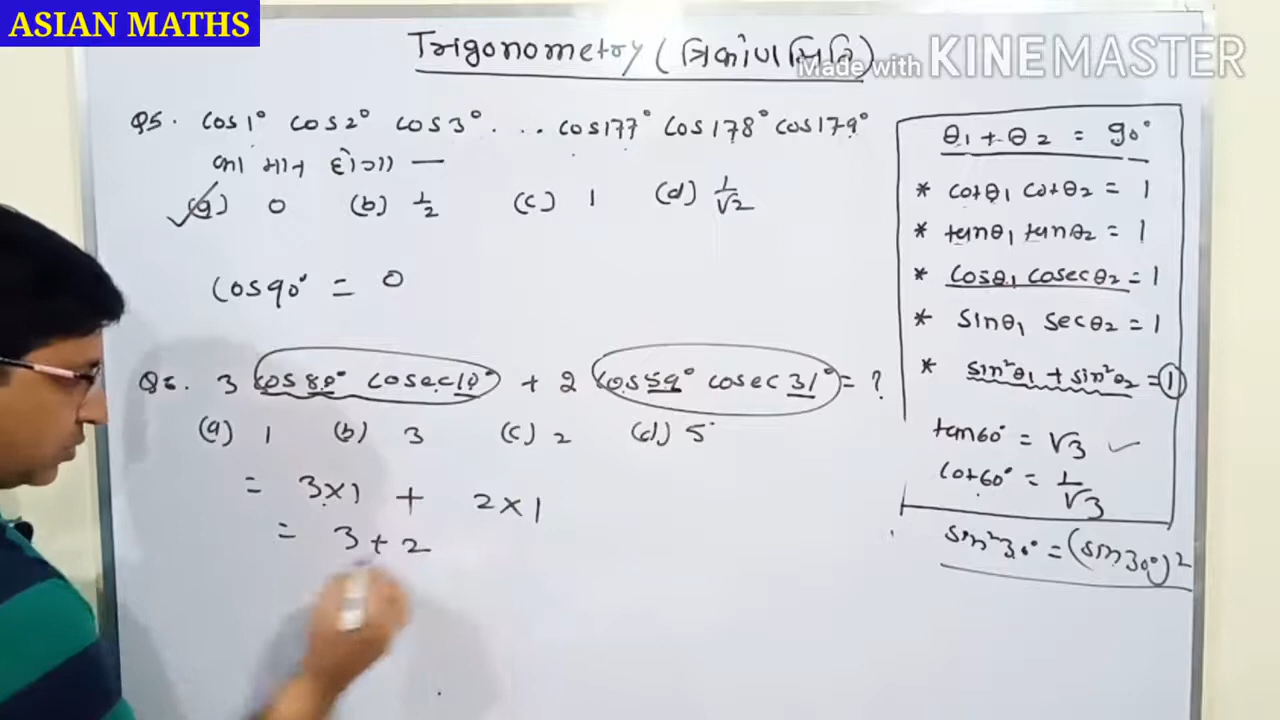 ASIAN MATHS
Trigonometry (त्रिकोणमिति)
Made with KINEMASTER
Q5. cos1° cos2° cos3° . . . cos177° cos178° cos179°
का मान होगा —
(a) 0 (b) 1/2 (c) 1 (d) 1/√2
cos90° = 0
Q6. 3 cos80° cosec10° + 2 cos59° cosec31° = ?
(a) 1 (b) 3 (c) 2 (d) 5
= 3×1 + 2×1
= 3+2
θ1 + θ2 = 90°
* cotθ1 cotθ2 = 1
* tanθ1 tanθ2 = 1
* cosθ1 cosecθ2 = 1
* sinθ1 secθ2 = 1
* sin²θ1 + sin²θ2 = 1
tan60° = √3 ✓
cot60° = 1/√3
sin²30° = (sin30°)²